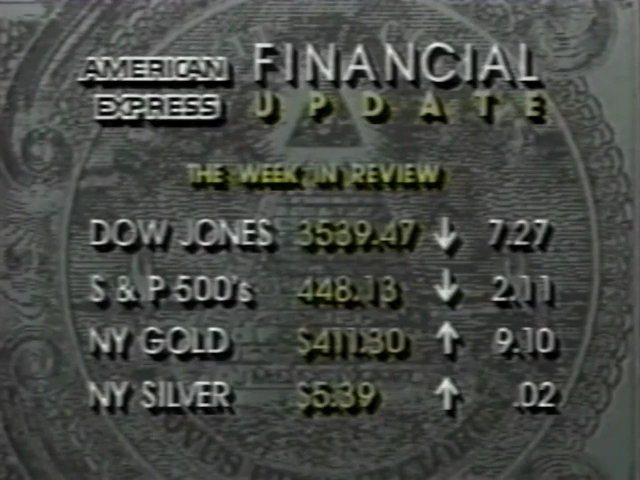 AMERICAN EXPRESS FINANCIAL
UPDATE
THE WEEK IN REVIEW
DOW JONES 3539.47 ↓ 7.27
S & P 500's 448.13 ↓ 2.11
NY GOLD $411.30 ↑ 9.10
NY SILVER $5.39 ↑ .02